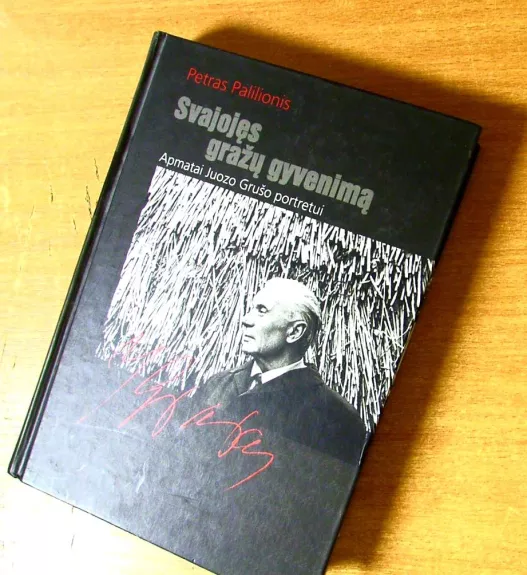 Petras Palilionis
Svajojęs
gražų gyvenimą
Apmatai Juozo Grušo portretui